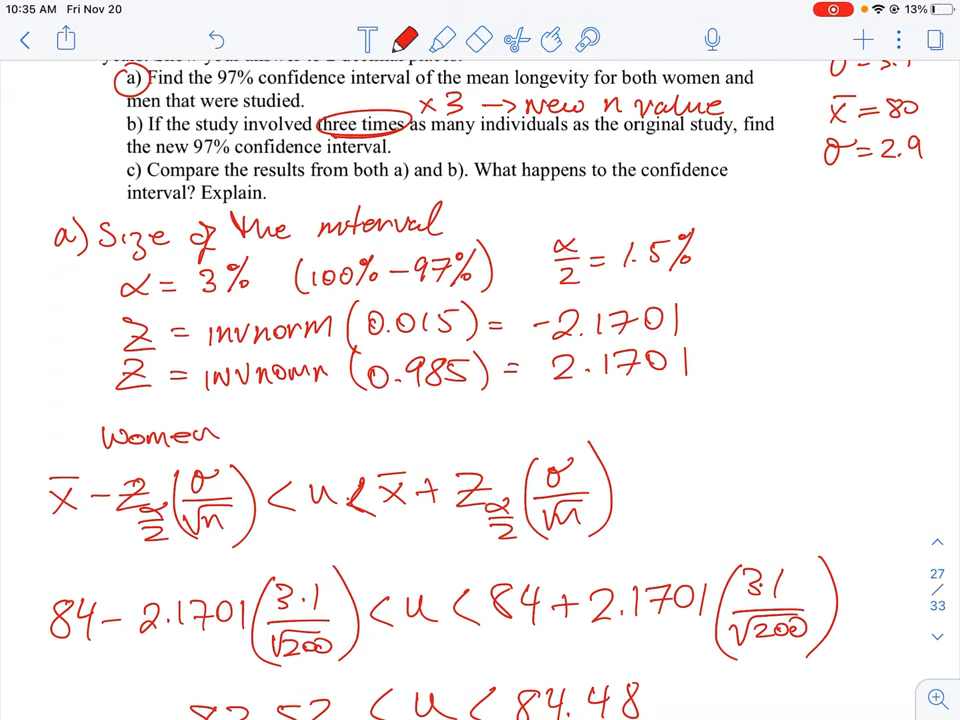 10:35 AM Fri Nov 20
13%
a) Find the 97% confidence interval of the mean longevity for both women and
men that were studied.
× 3 → New n value
b) If the study involved three times as many individuals as the original study, find
the new 97% confidence interval.
c) Compare the results from both a) and b). What happens to the confidence
interval? Explain.
σ = 3.1
x̄ = 80
σ = 2.9
a) Size of the interval
α = 3% (100% - 97%) α/2 = 1.5%
Z = invnorm (0.015) = -2.1701
Z = invnorm (0.985) = 2.1701
Women
x̄ - Z α/2 (σ/√n) < u < x̄ + Z α/2 (σ/√n)
84 - 2.1701 (3.1/√200) < u < 84 + 2.1701 (3.1/√200)
83.52 < u < 84.48
27
/
33